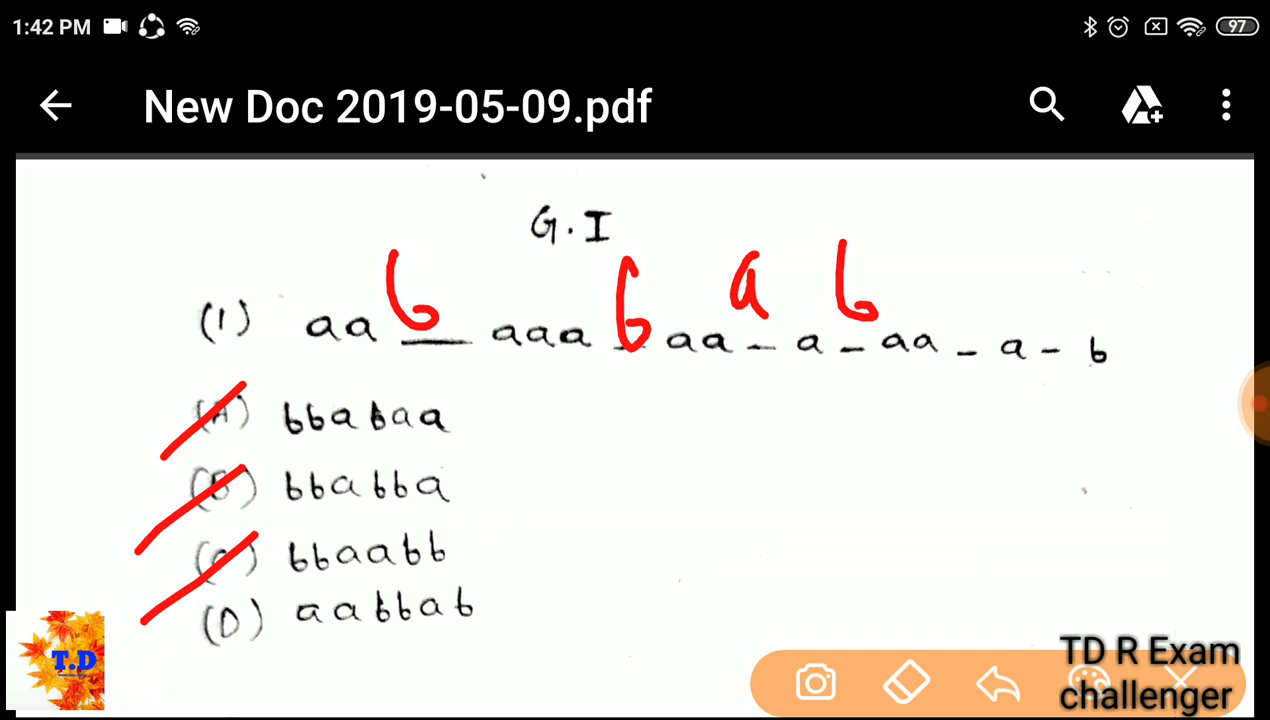 1:42 PM 97
New Doc 2019-05-09.pdf
G.I
b b a b
(1) aa __ aaa _ aa _ a _ aa _ a _ b
(A) bbabaa
(B) bbabba
(C) bbaabb
(D) aabbab
T.D
TD R Exam
challenger